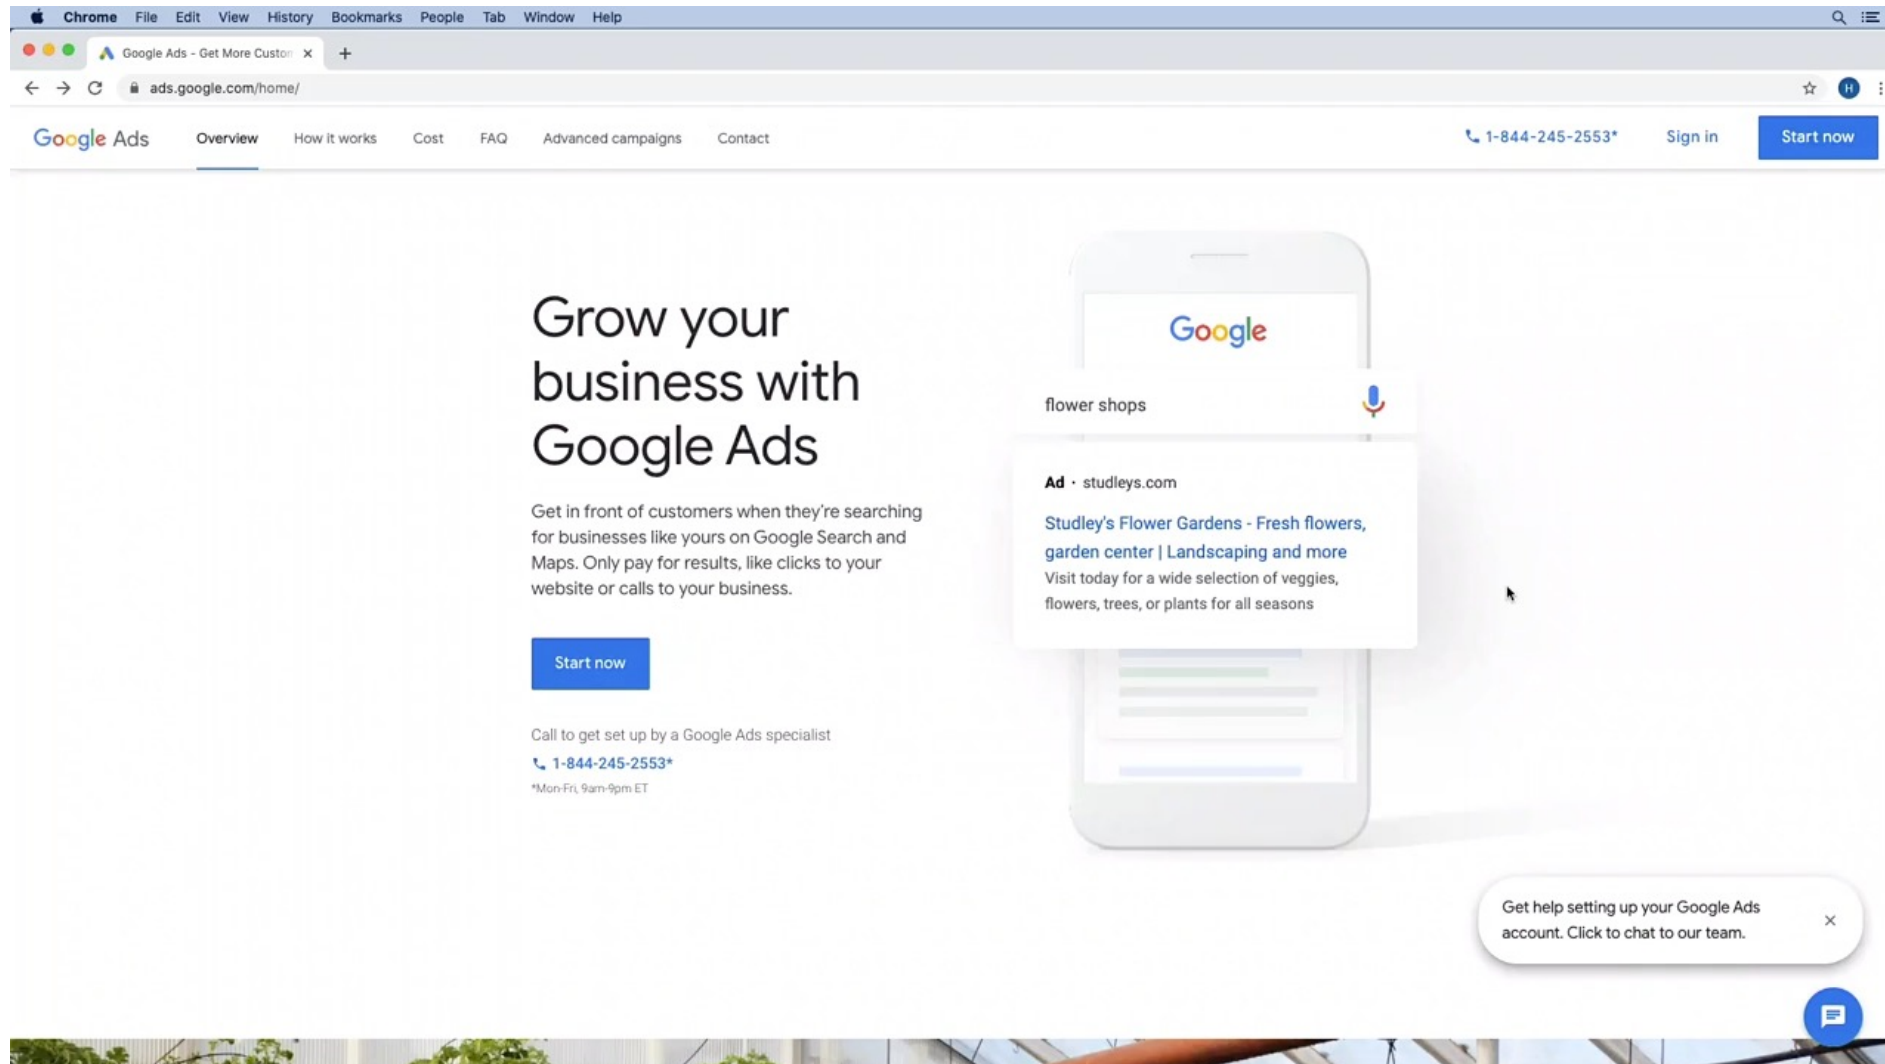 Chrome File Edit View History Bookmarks People Tab Window Help
Google Ads - Get More Custon
ads.google.com/home/
H
Google Ads Overview How it works Cost FAQ Advanced campaigns Contact 1-844-245-2553* Sign in Start now
Grow your
business with
Google Ads
Get in front of customers when they're searching
for businesses like yours on Google Search and
Maps. Only pay for results, like clicks to your
website or calls to your business.
Start now
Call to get set up by a Google Ads specialist
1-844-245-2553*
*Mon-Fri, 9am-9pm ET
Google
flower shops
Ad · studleys.com
Studley's Flower Gardens - Fresh flowers,
garden center | Landscaping and more
Visit today for a wide selection of veggies,
flowers, trees, or plants for all seasons
Get help setting up your Google Ads
account. Click to chat to our team.